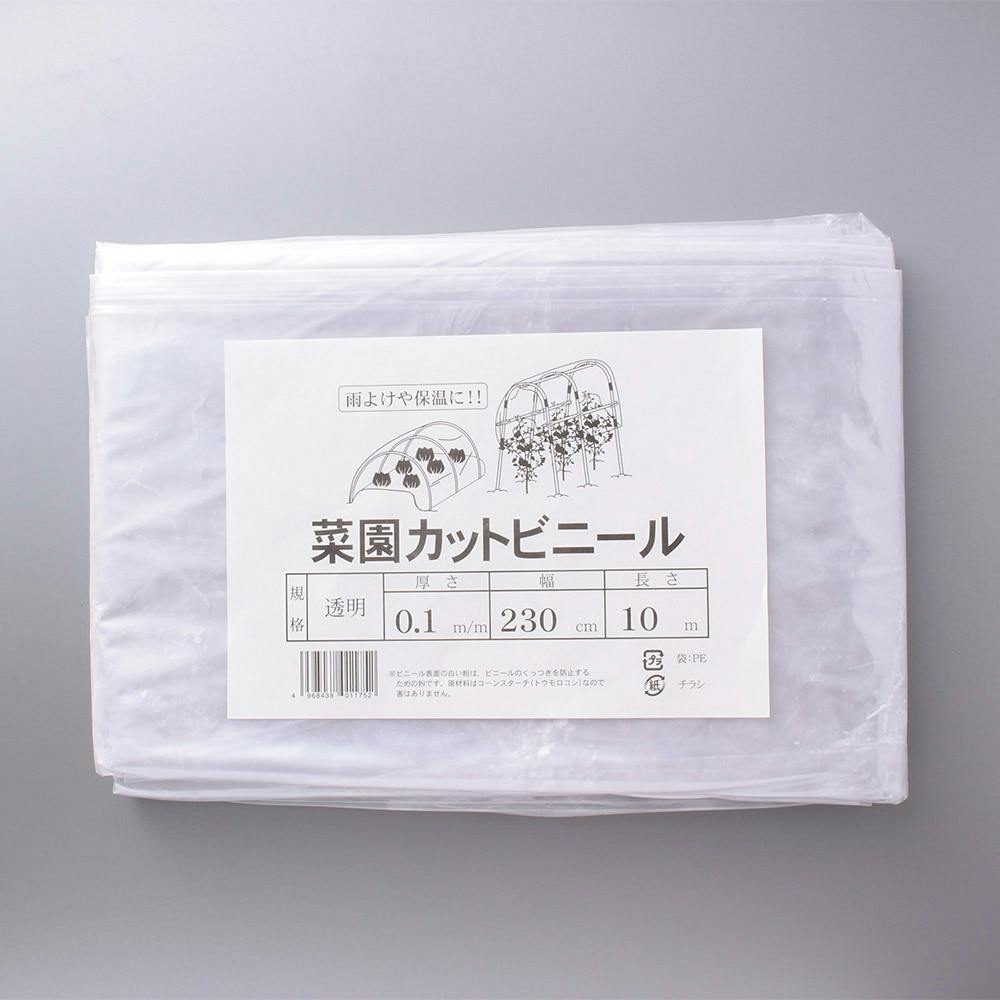 雨よけや保温に!!
菜園カットビニール
規格 透明 厚さ 幅 長さ
0.1 m/m 230 cm 10 m
※ビニール表面の白い粉は、ビニールのくっつきを防止する
ための粉です。原材料はコーンスターチ(トウモロコシ)なので
害はありません。
4 968438 011752
プラ 袋:PE
紙 チラシ